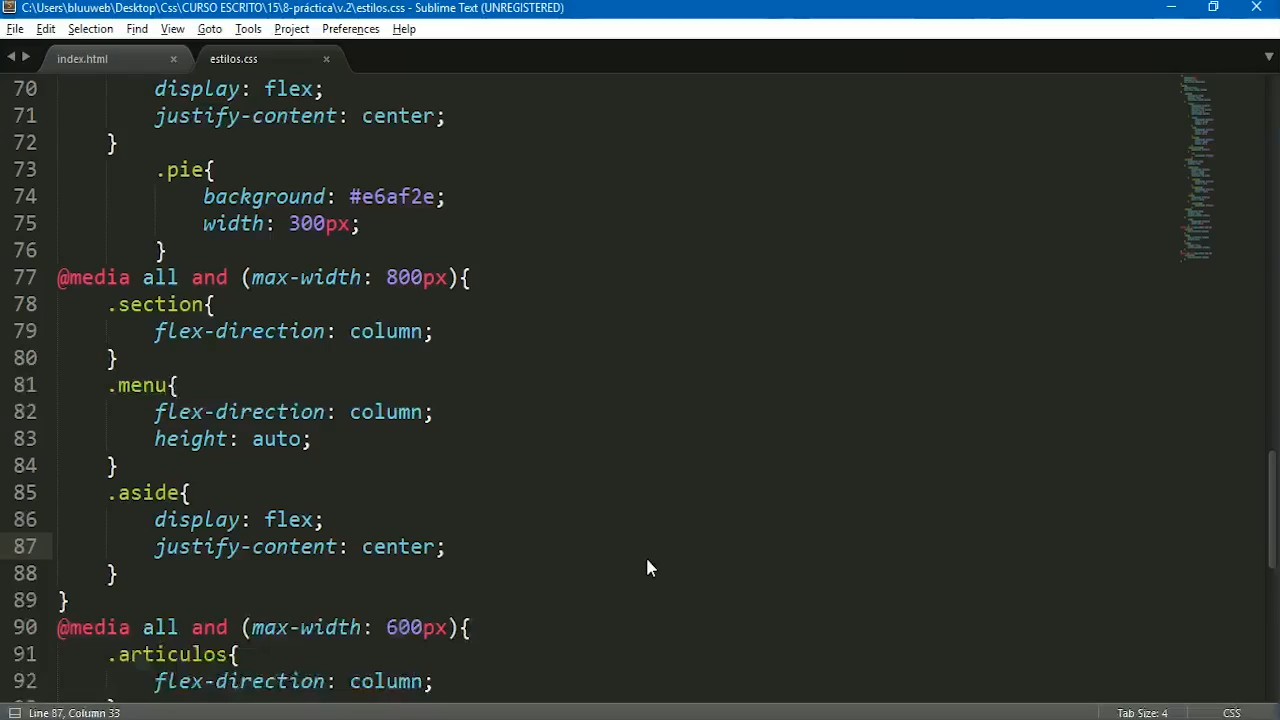 C:\Users\bluuweb\Desktop\Css\CURSO ESCRITO\15\8-práctica\v.2\estilos.css - Sublime Text (UNREGISTERED)
File Edit Selection Find View Goto Tools Project Preferences Help
index.html × estilos.css ×
70 display: flex;
71 justify-content: center;
72 }
73 .pie{
74 background: #e6af2e;
75 width: 300px;
76 }
77 @media all and (max-width: 800px){
78 .section{
79 flex-direction: column;
80 }
81 .menu{
82 flex-direction: column;
83 height: auto;
84 }
85 .aside{
86 display: flex;
87 justify-content: center;
88 }
89 }
90 @media all and (max-width: 600px){
91 .articulos{
92 flex-direction: column;
Line 87, Column 33 Tab Size: 4 CSS